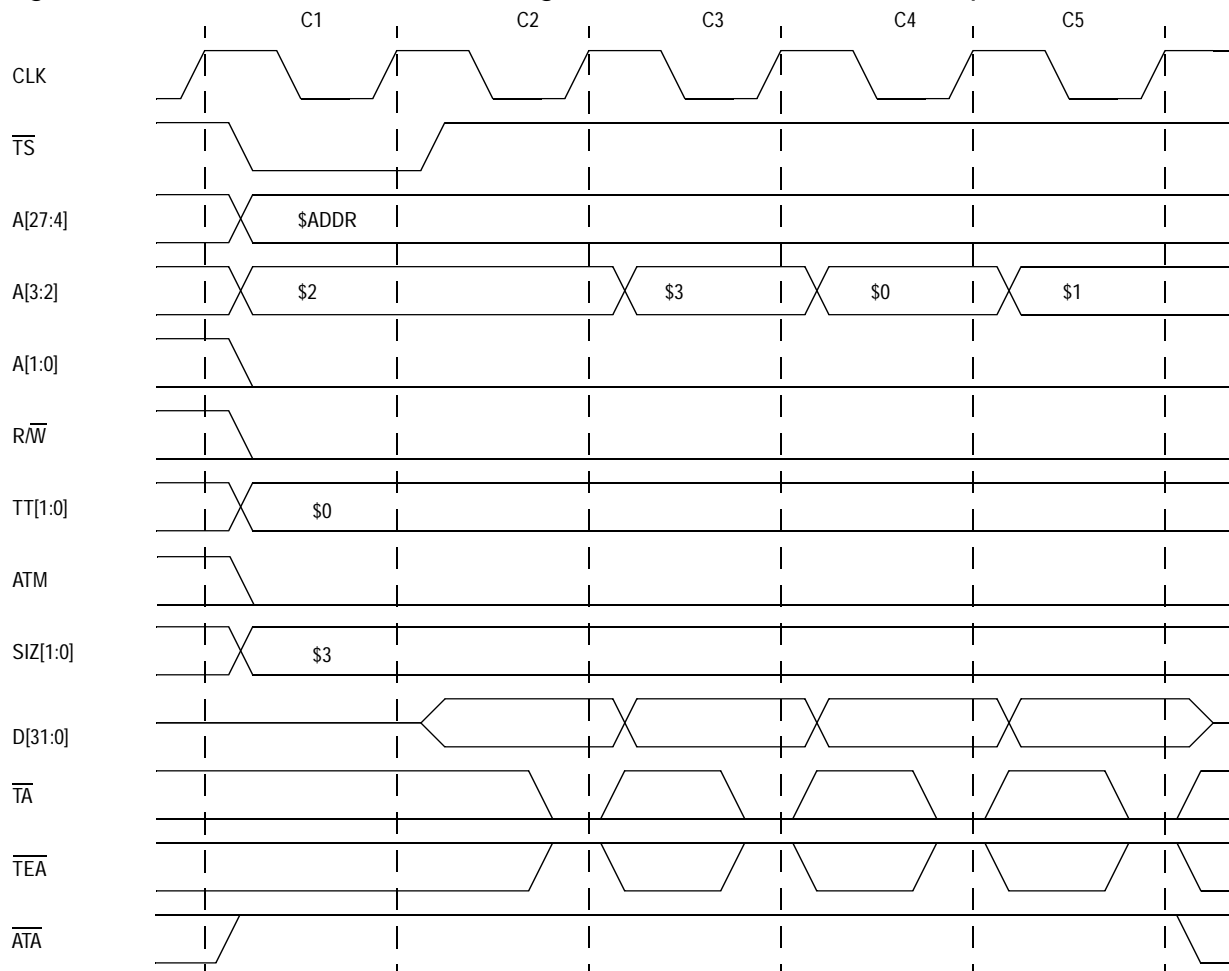 C1 C2 C3 C4 C5
CLK
TS
A[27:4] $ADDR
A[3:2] $2 $3 $0 $1
A[1:0]
R/W
TT[1:0] $0
ATM
SIZ[1:0] $3
D[31:0]
TA
TEA
ATA